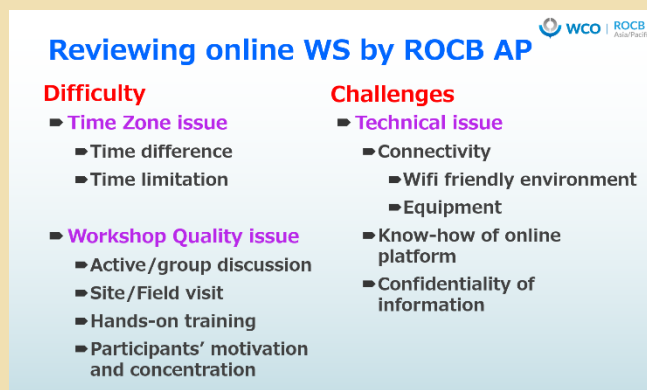 WCO | ROCB
Asia/Pacific
Reviewing online WS by ROCB AP
Difficulty
Time Zone issue
Time difference
Time limitation
Workshop Quality issue
Active/group discussion
Site/Field visit
Hands-on training
Participants’ motivation
and concentration
Challenges
Technical issue
Connectivity
Wifi friendly environment
Equipment
Know-how of online
platform
Confidentiality of
information